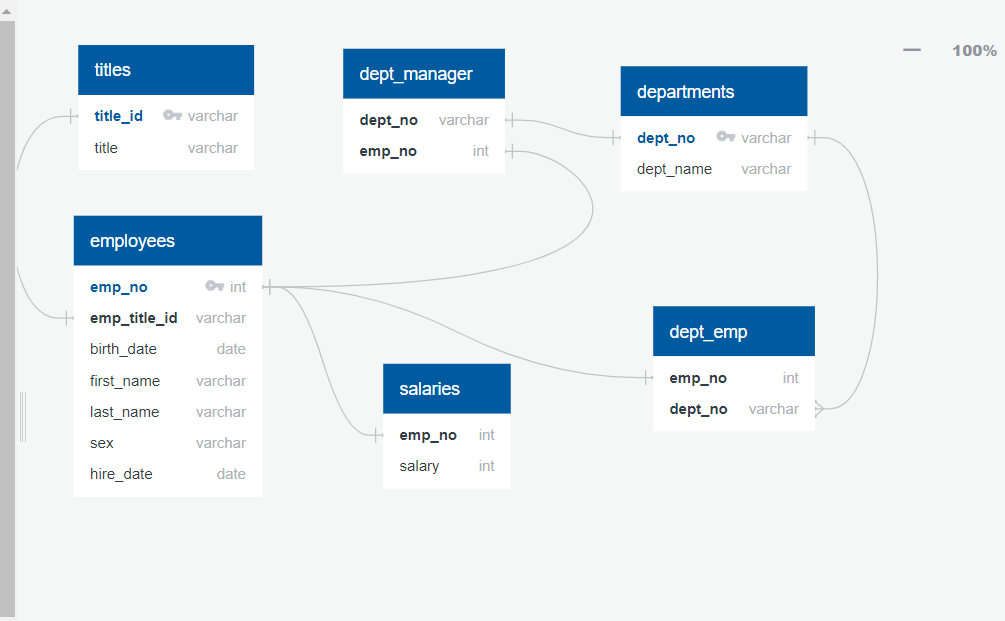 100%
titles
title_id varchar
title varchar
dept_manager
dept_no varchar
emp_no int
departments
dept_no varchar
dept_name varchar
employees
emp_no int
emp_title_id varchar
birth_date date
first_name varchar
last_name varchar
sex varchar
hire_date date
salaries
emp_no int
salary int
dept_emp
emp_no int
dept_no varchar